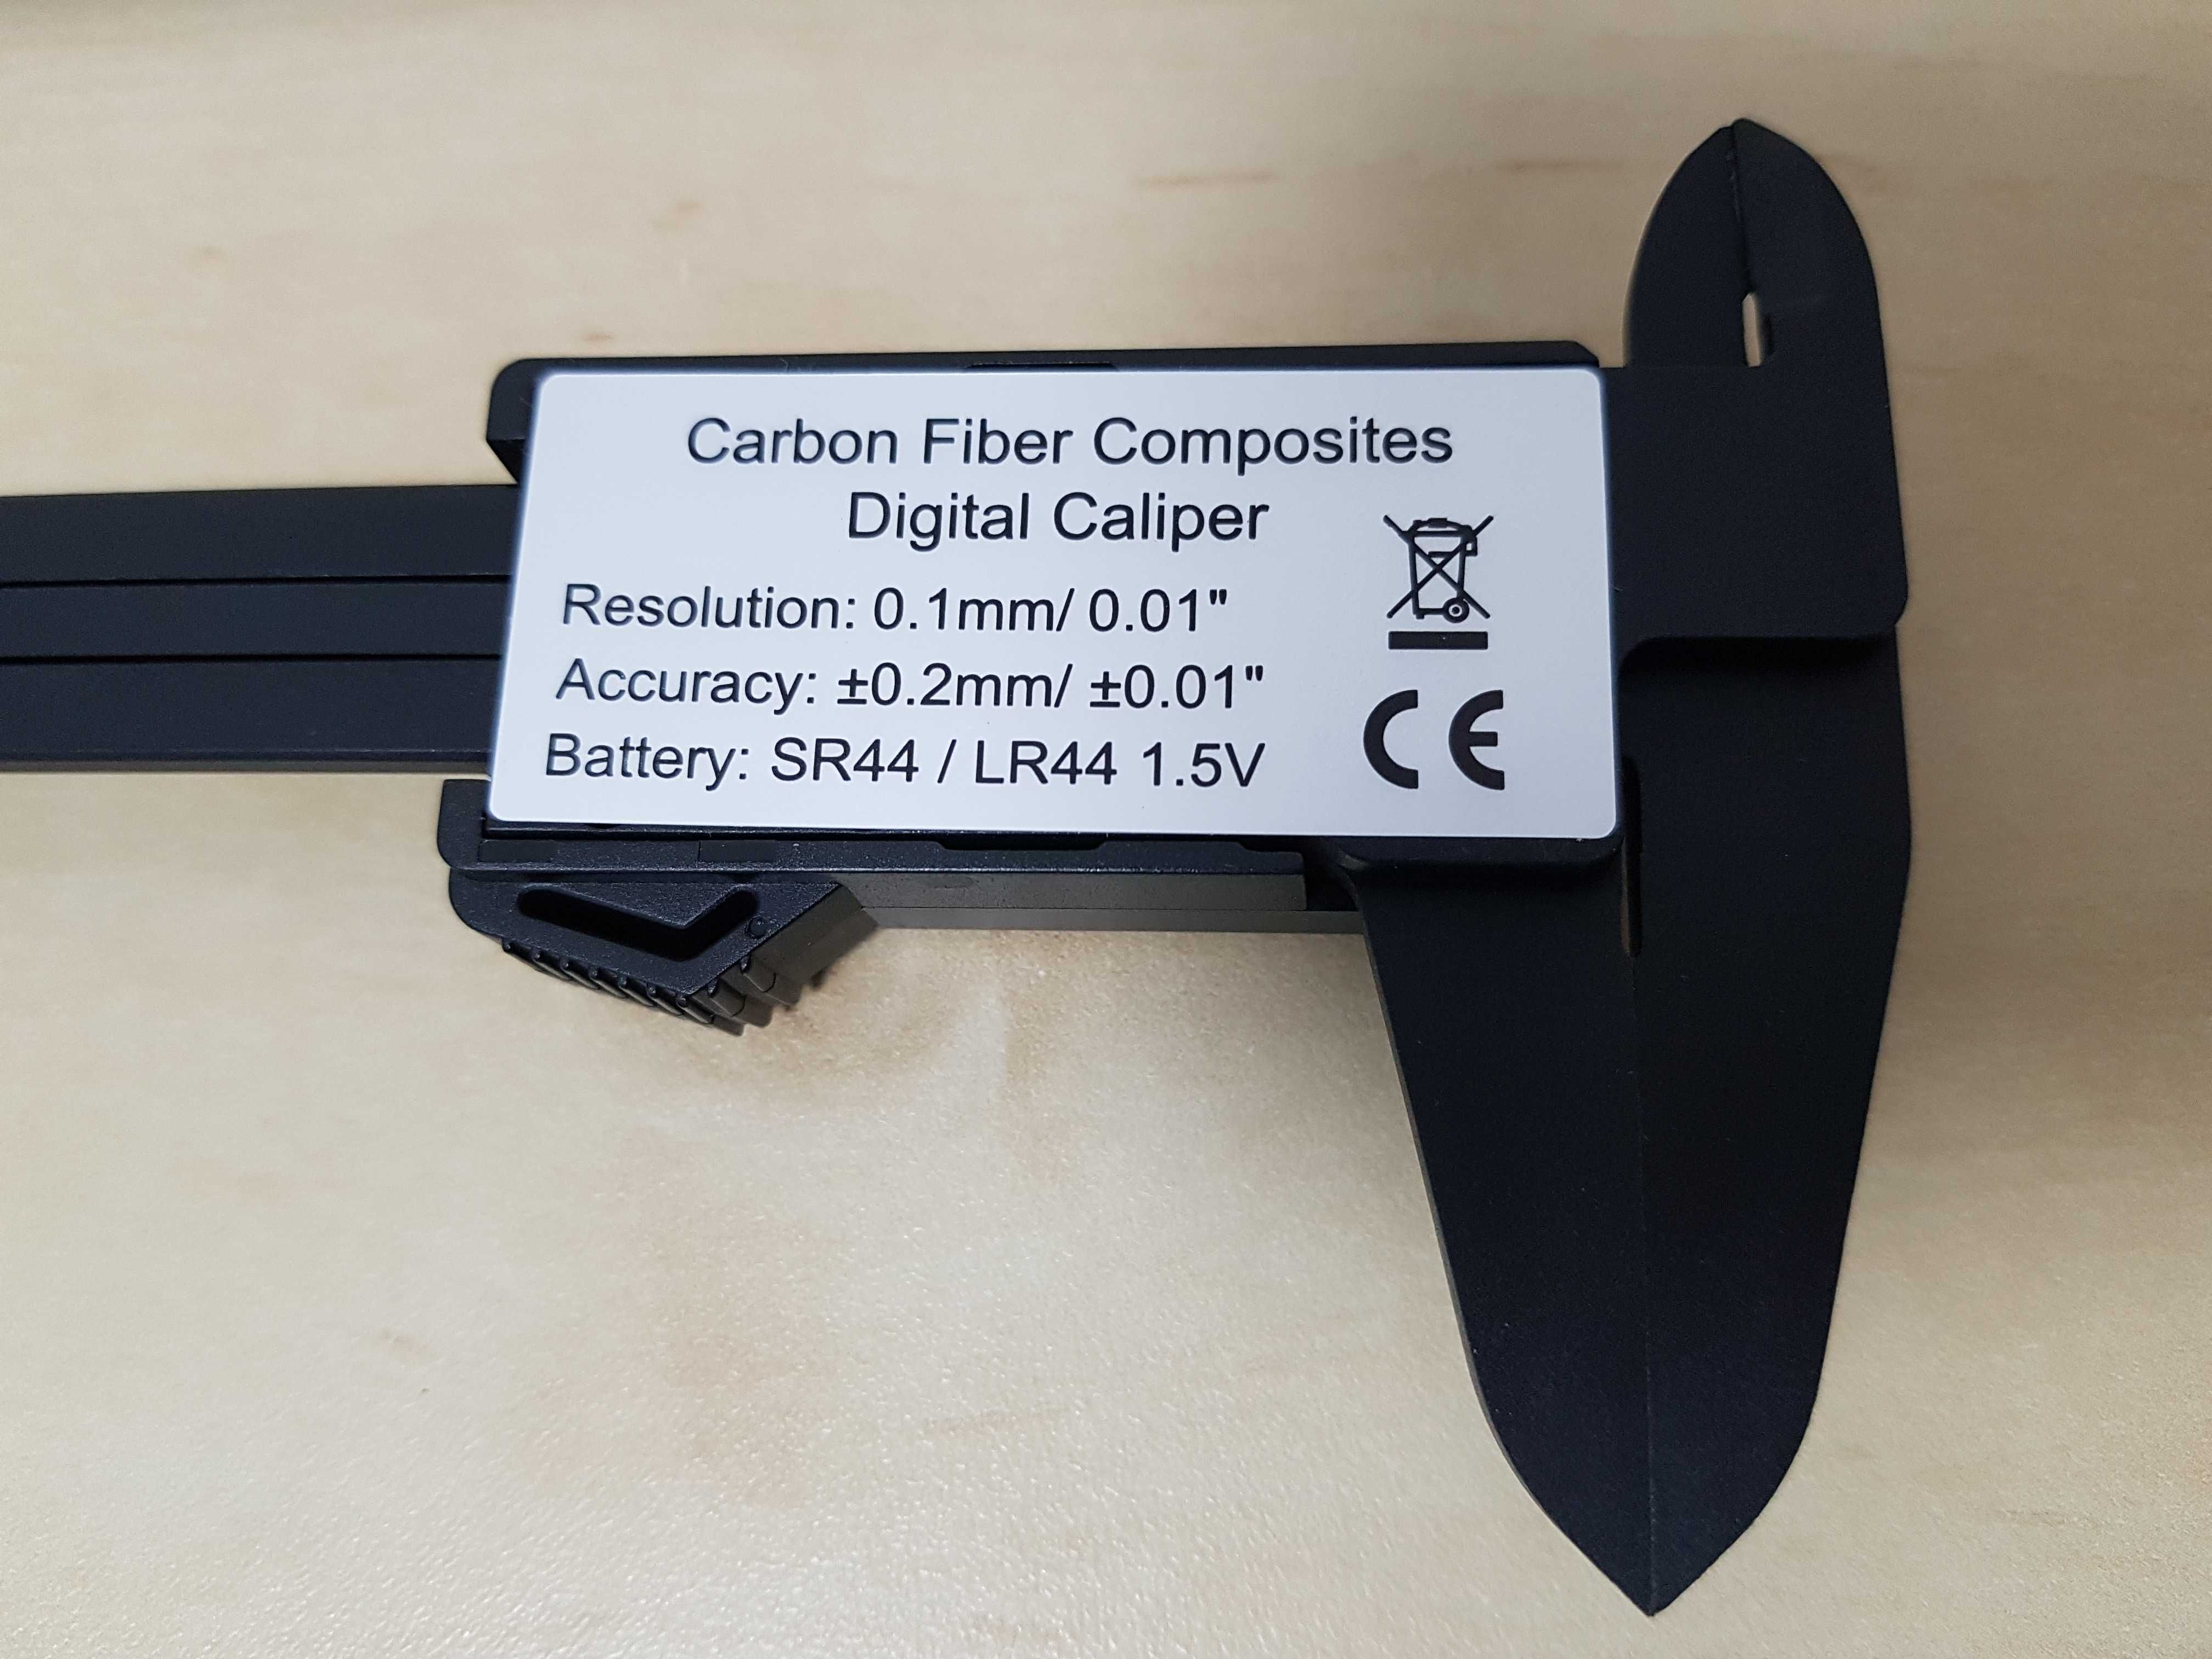 Carbon Fiber Composites
Digital Caliper
Resolution: 0.1mm/ 0.01"
Accuracy: ±0.2mm/ ±0.01"
Battery: SR44 / LR44 1.5V
CE